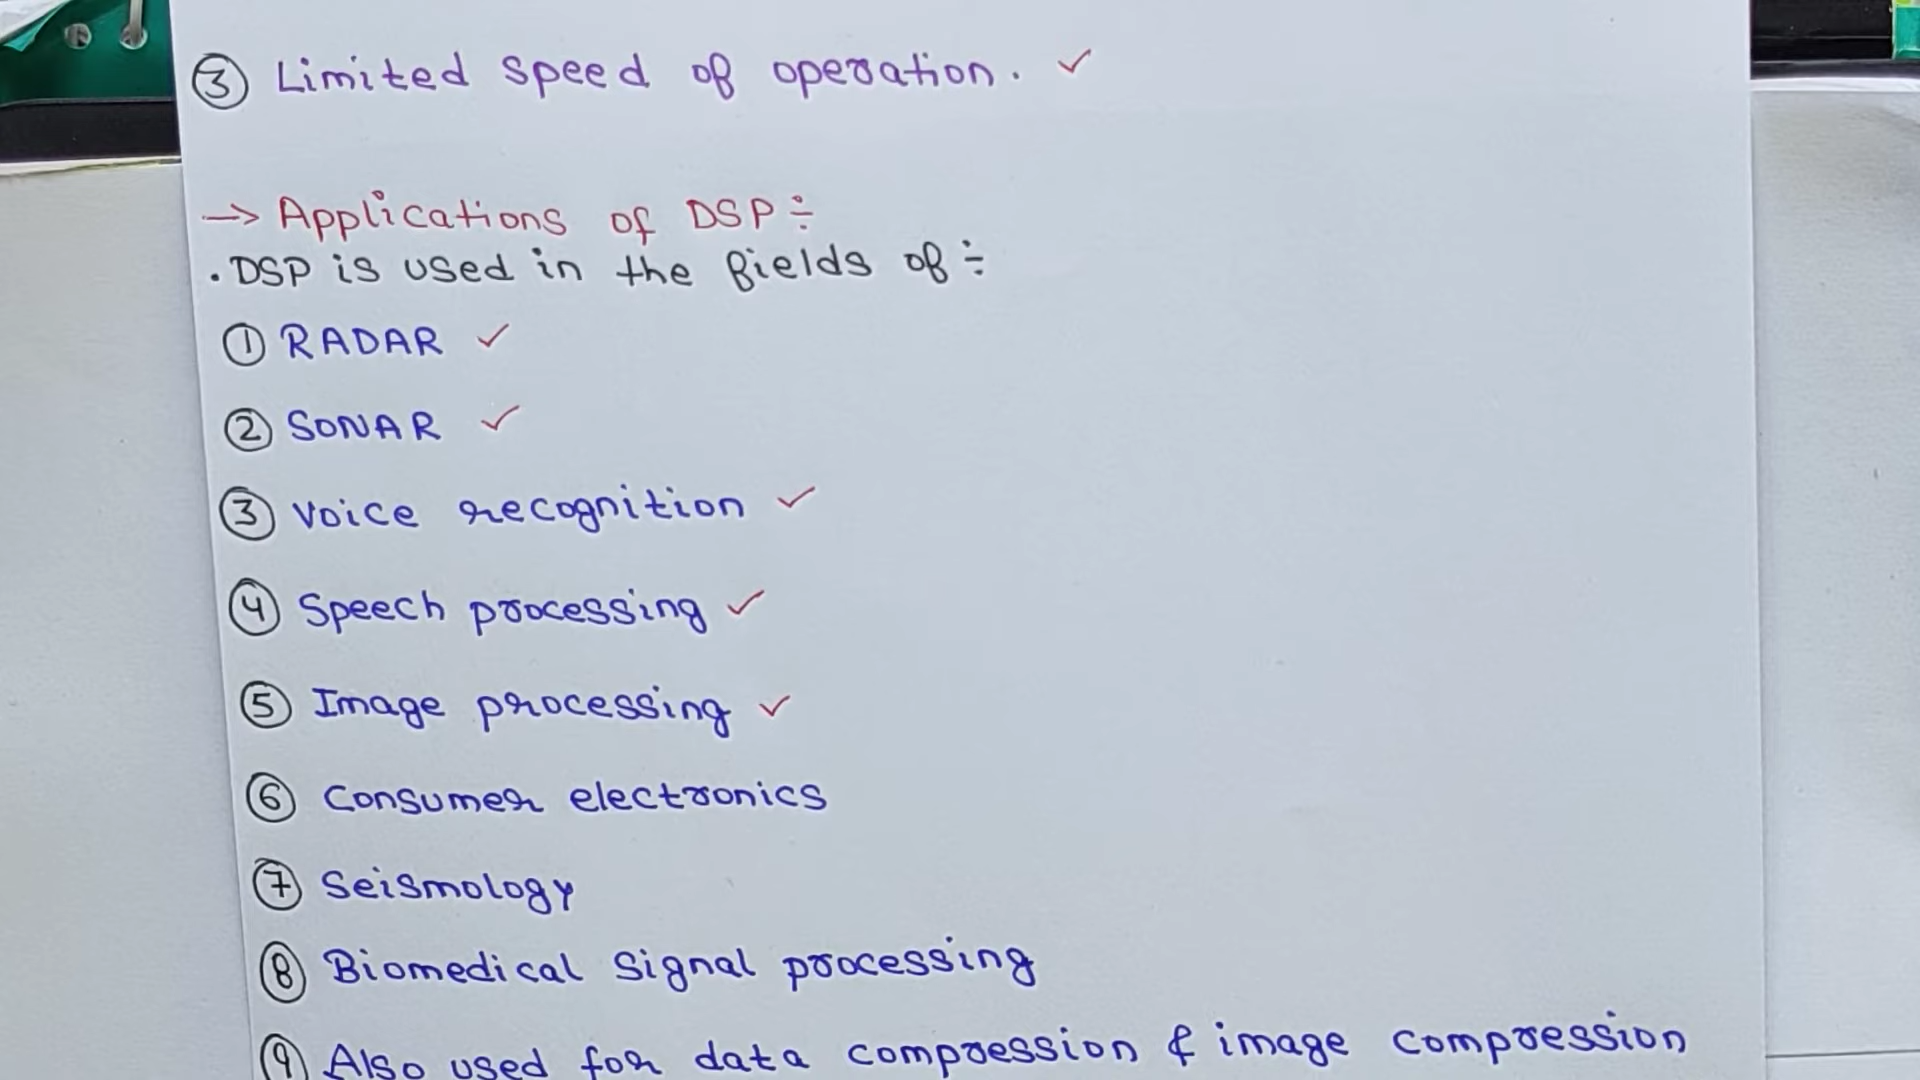 ③ Limited speed of operation. ✓
→ Applications of DSP ÷
. DSP is used in the fields of ÷
① RADAR ✓
② SONAR ✓
③ Voice recognition ✓
④ Speech processing ✓
⑤ Image processing ✓
⑥ Consumer electronics
⑦ Seismology
⑧ Biomedical Signal processing
⑨ Also used for data compression & image compression